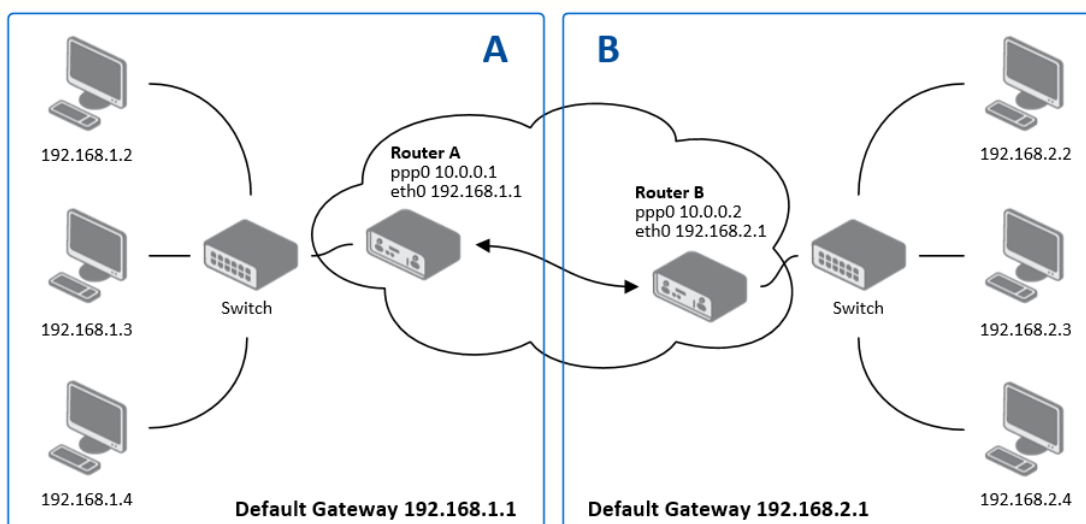 A
B
192.168.1.2
192.168.2.2
Router A
ppp0 10.0.0.1
eth0 192.168.1.1
Router B
ppp0 10.0.0.2
eth0 192.168.2.1
Switch
Switch
192.168.1.3
192.168.2.3
192.168.1.4
192.168.2.4
Default Gateway 192.168.1.1
Default Gateway 192.168.2.1